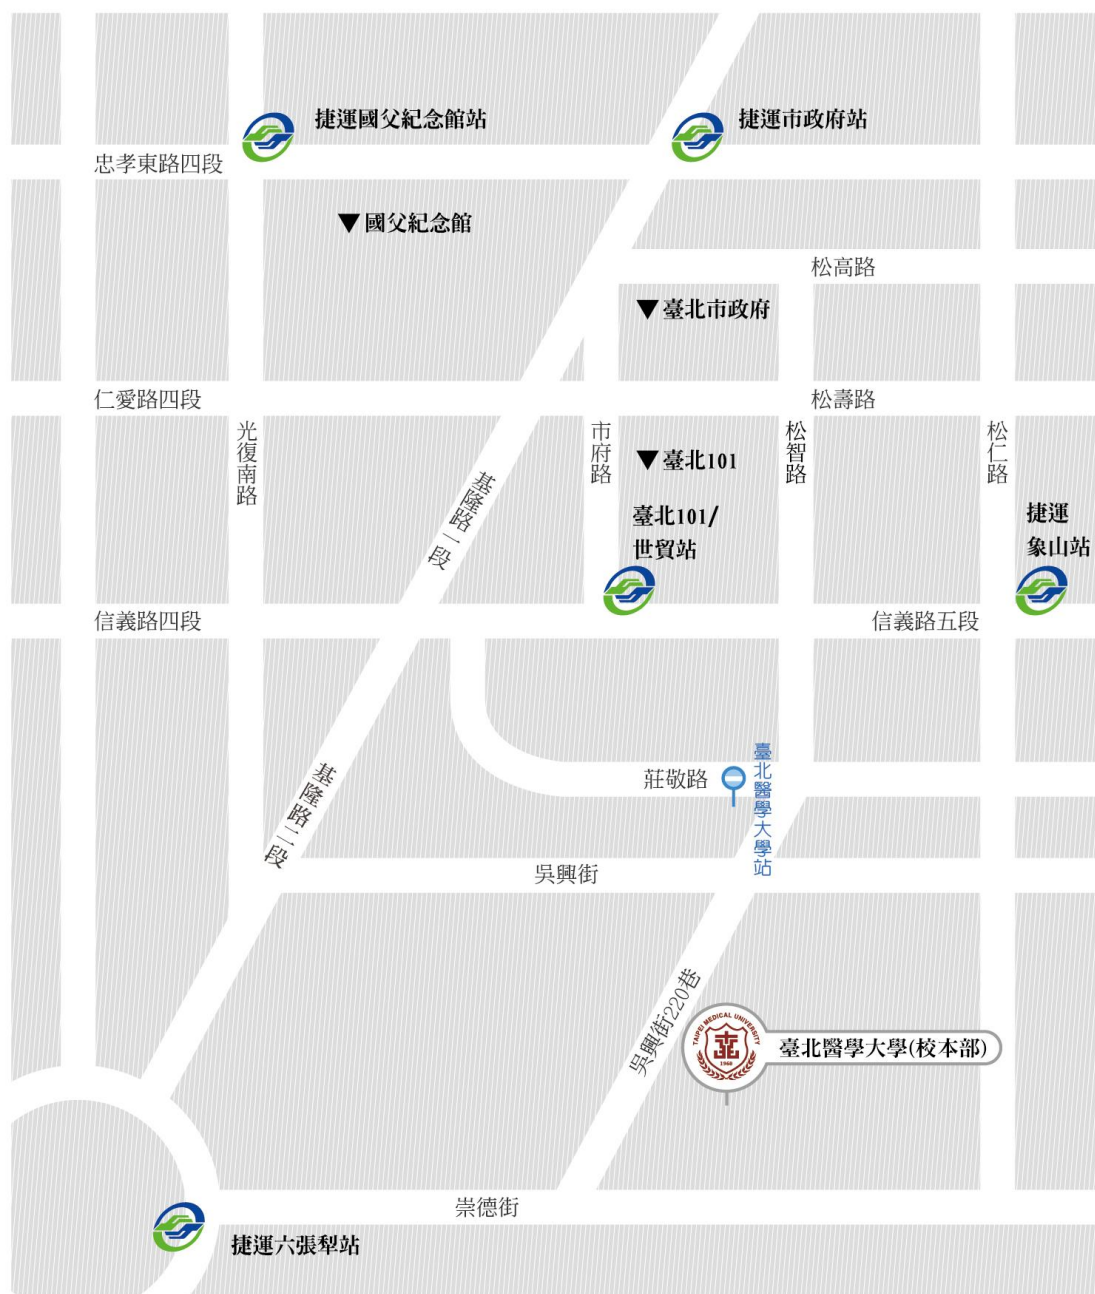 捷運國父紀念館站
捷運市政府站
忠孝東路四段
▼國父紀念館
松高路
▼臺北市政府
仁愛路四段
松壽路
光復南路
市府路
松智路
松仁路
▼臺北101
基隆路一段
臺北101/
世貿站
捷運
象山站
信義路四段
信義路五段
臺北醫學大學站
莊敬路
基隆路二段
吳興街
吳興街220巷
TAIPEI MEDICAL UNIVERSITY
北醫
1960
臺北醫學大學(校本部)
崇德街
捷運六張犁站